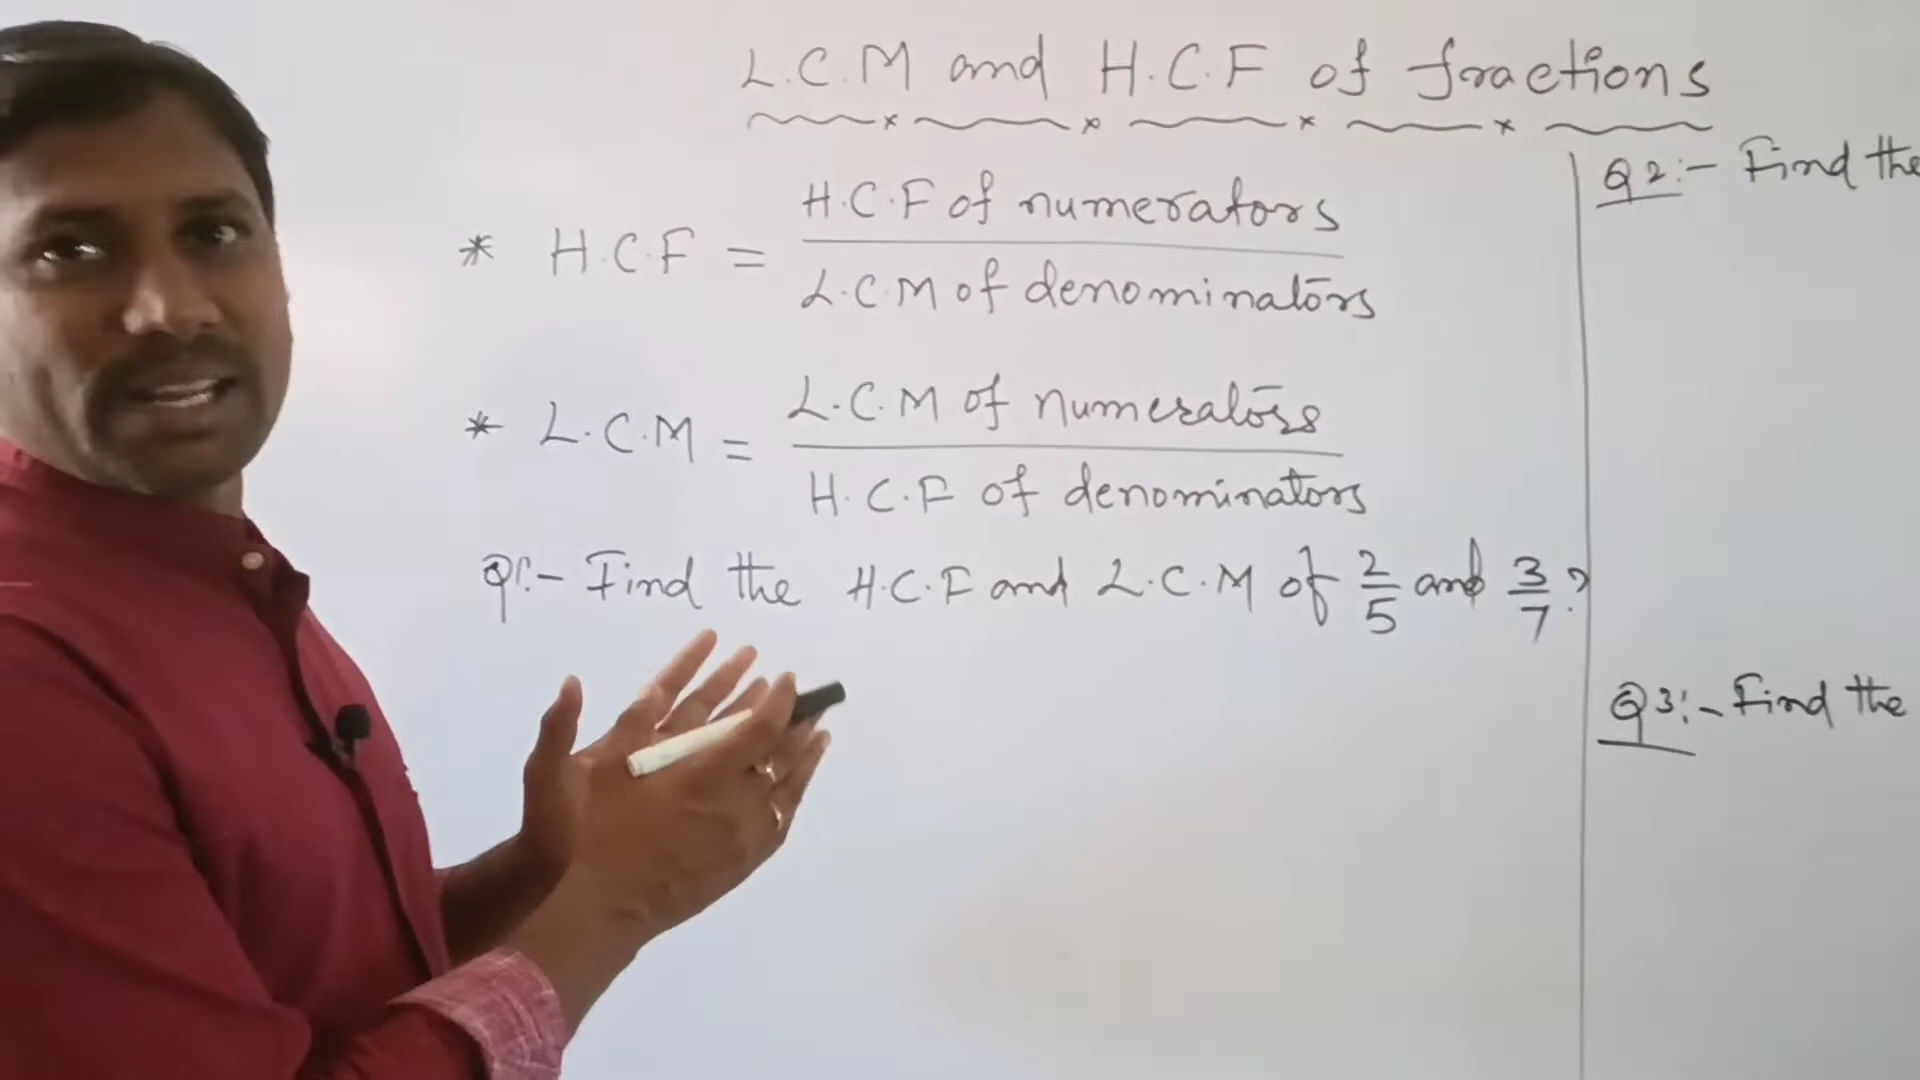 L.C.M and H.C.F of fractions
* H.C.F = H.C.F of numerators
L.C.M of denominators
* L.C.M = L.C.M of numerators
H.C.F of denominators
Q1:- Find the H.C.F and L.C.M of 2/5 and 3/7?
Q2:- Find the
Q3:- Find the